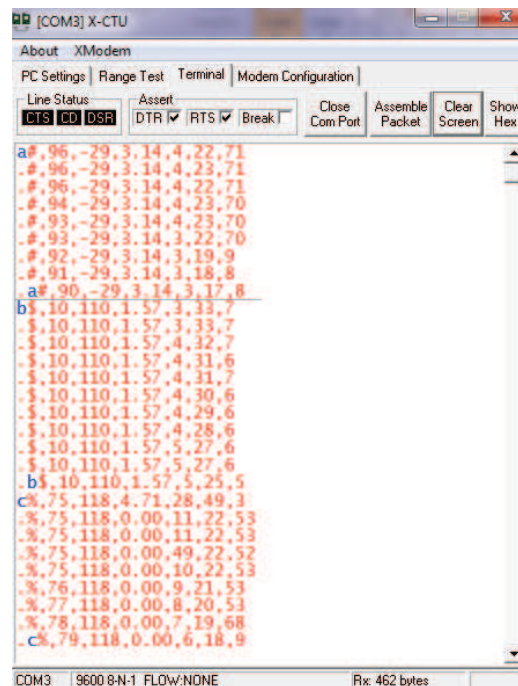 [COM3] X-CTU
About XModem
PC Settings Range Test Terminal Modem Configuration
Line Status Assert
CTS CD DSR DTR RTS Break
Close Com Port
Assemble Packet
Clear Screen
Show Hex
a#,96,-29,3.14,4,22,71
.#,96,-29,3.14,4,23,71
.#,96,-29,3.14,4,22,71
.#,94,-29,3.14,4,23,70
.#,93,-29,3.14,4,23,70
.#,93,-29,3.14,3,22,70
.#,92,-29,3.14,3,19,9
.#,91,-29,3.14,3,18,8
.a#,90,-29,3.14,3,17,8
b$,10,110,1.57,3,33,7
.$,10,110,1.57,3,33,7
.$,10,110,1.57,4,32,7
.$,10,110,1.57,4,31,6
.$,10,110,1.57,4,31,7
.$,10,110,1.57,4,30,6
.$,10,110,1.57,4,29,6
.$,10,110,1.57,4,28,6
.$,10,110,1.57,5,27,6
.$,10,110,1.57,5,27,6
.b$,10,110,1.57,5,25,5
c%,75,118,4.71,28,49,3
.%,75,118,0.00,11,22,53
.%,75,118,0.00,11,22,53
.%,75,118,0.00,49,22,52
.%,75,118,0.00,10,22,53
.%,76,118,0.00,9,21,53
.%,77,118,0.00,8,20,53
.%,78,118,0.00,7,19,68
.c%,79,118,0.00,6,18,9
COM3 9600 8-N-1 FLOW:NONE Rx: 462 bytes